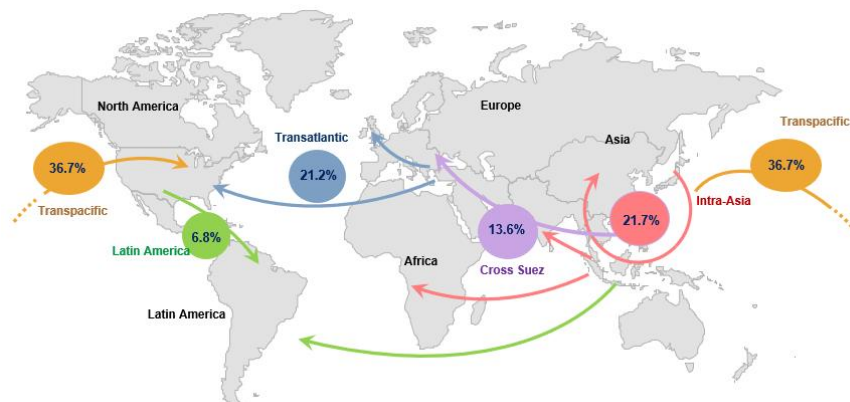 North America
Europe
Transatlantic
Transpacific
Asia
36.7%
36.7%
21.2%
Transpacific
Intra-Asia
21.7%
13.6%
6.8%
Latin America
Africa
Cross Suez
Latin America